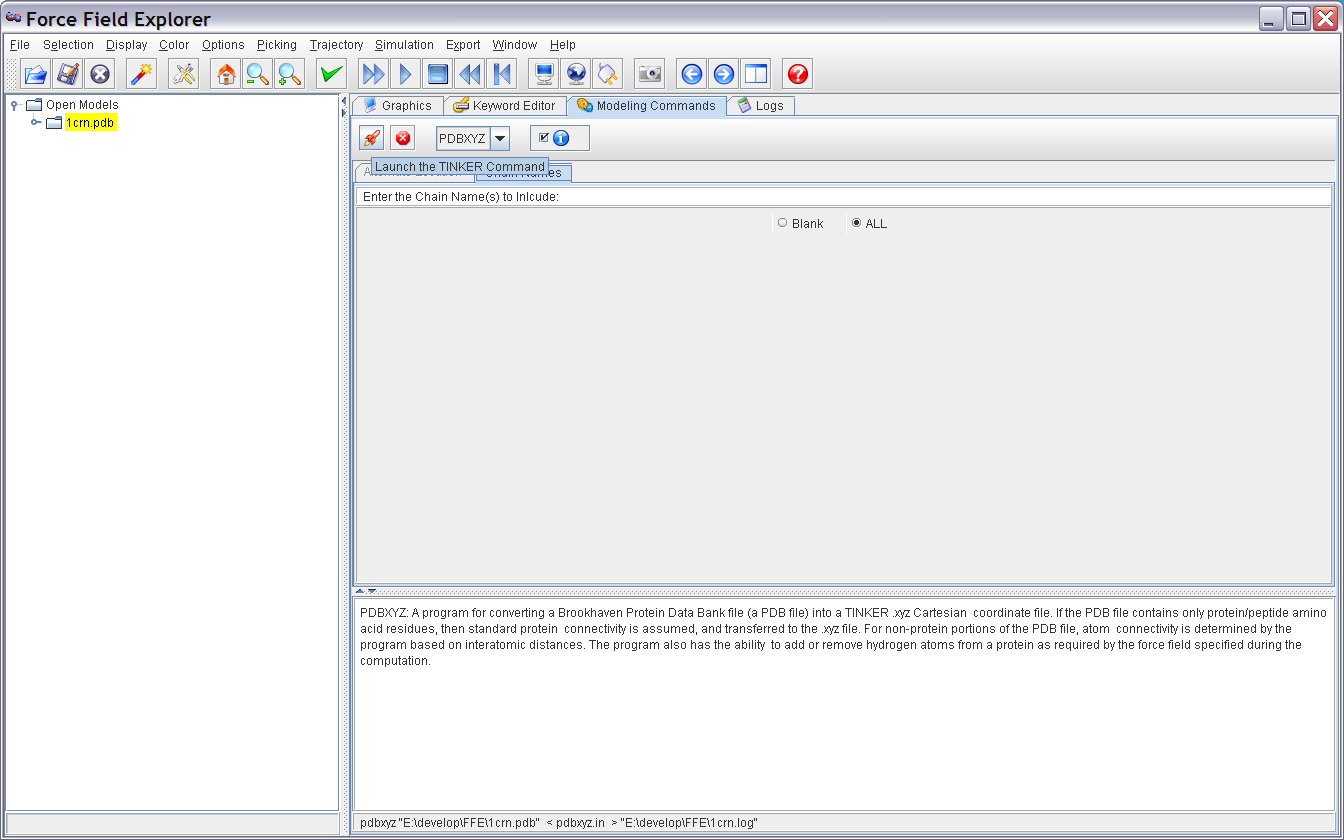 Force Field Explorer
File Selection Display Color Options Picking Trajectory Simulation Export Window Help
Open Models
1crn.pdb
Graphics Keyword Editor Modeling Commands Logs
PDBXYZ
Launch the TINKER Command
Chain Names
Enter the Chain Name(s) to Inlcude:
Blank ALL
PDBXYZ: A program for converting a Brookhaven Protein Data Bank file (a PDB file) into a TINKER .xyz Cartesian coordinate file. If the PDB file contains only protein/peptide amino
acid residues, then standard protein connectivity is assumed, and transferred to the .xyz file. For non-protein portions of the PDB file, atom connectivity is determined by the
program based on interatomic distances. The program also has the ability to add or remove hydrogen atoms from a protein as required by the force field specified during the
computation.
pdbxyz "E:\develop\FFE\1crn.pdb" < pdbxyz.in > "E:\develop\FFE\1crn.log"